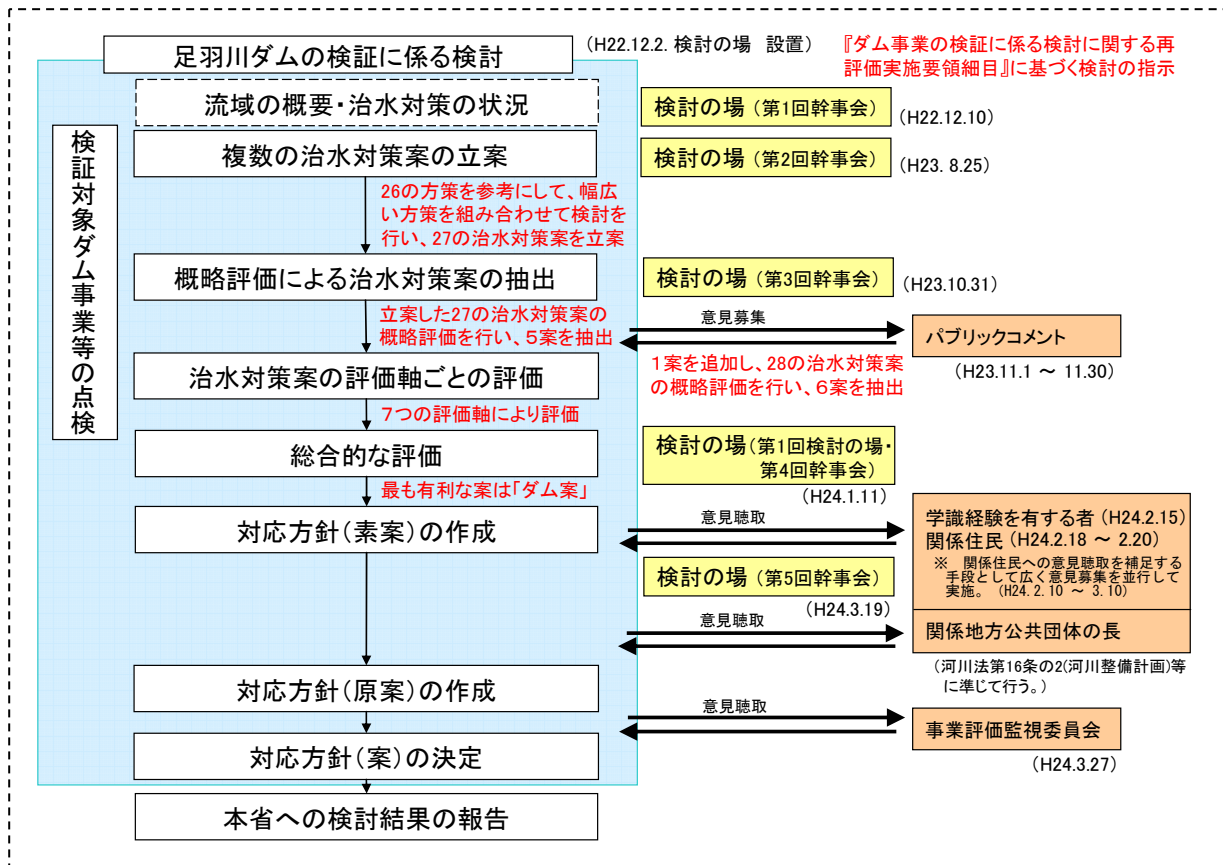 足羽川ダムの検証に係る検討
（H22.12.2. 検討の場　設置）
『ダム事業の検証に係る検討に関する再
評価実施要領細目』に基づく検討の指示
検証対象ダム事業等の点検
流域の概要・治水対策の状況
検討の場（第1回幹事会）
（H22.12.10）
複数の治水対策案の立案
検討の場（第2回幹事会）
（H23. 8.25）
26の方策を参考にして、幅広
い方策を組み合わせて検討を
行い、27の治水対策案を立案
概略評価による治水対策案の抽出
検討の場（第3回幹事会）
（H23.10.31）
立案した27の治水対策案の
概略評価を行い、５案を抽出
意見募集
パブリックコメント
（H23.11.1 ～ 11.30）
１案を追加し、28の治水対策案
の概略評価を行い、６案を抽出
治水対策案の評価軸ごとの評価
７つの評価軸により評価
総合的な評価
検討の場（第1回検討の場・
第4回幹事会）
（H24.1.11）
最も有利な案は「ダム案」
対応方針（素案）の作成
意見聴取
学識経験を有する者（H24.2.15）
関係住民（H24.2.18 ～ 2.20）
※　関係住民への意見聴取を補足する
手段として広く意見募集を並行して
実施。（H24.2.10 ～ 3.10）
検討の場（第5回幹事会）
（H24.3.19）
意見聴取
関係地方公共団体の長
（河川法第16条の2(河川整備計画)等
に準じて行う。）
対応方針（原案）の作成
意見聴取
事業評価監視委員会
（H24.3.27）
対応方針（案）の決定
本省への検討結果の報告